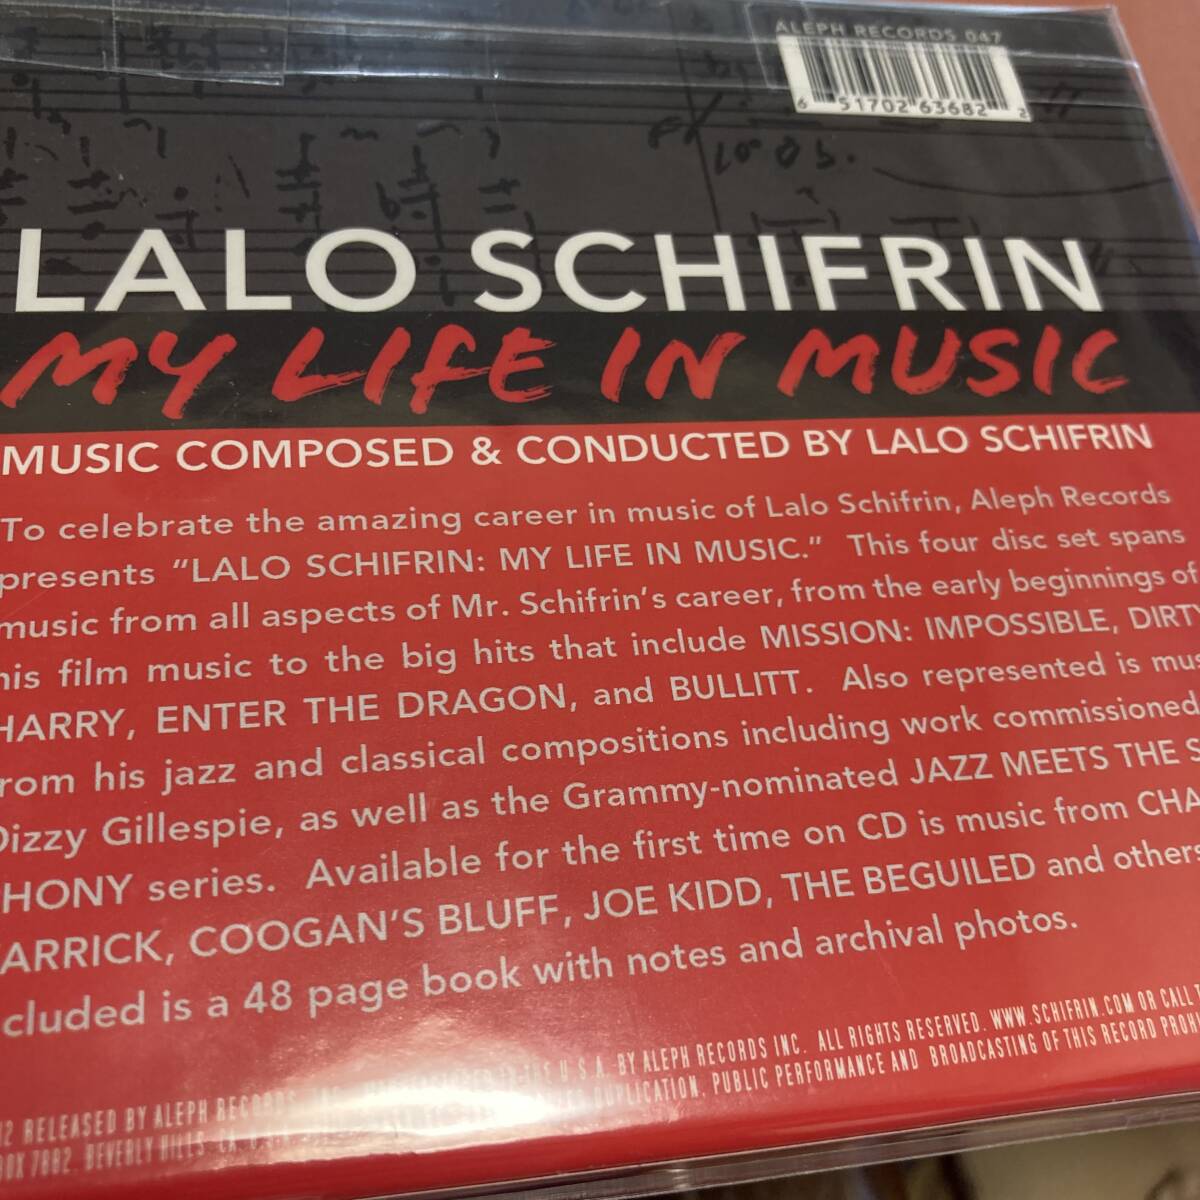 ALEPH RECORDS 047
6 51702 63682 2
LALO SCHIFRIN
MY LIFE IN MUSIC
MUSIC COMPOSED & CONDUCTED BY LALO SCHIFRIN
To celebrate the amazing career in music of Lalo Schifrin, Aleph Records
presents "LALO SCHIFRIN: MY LIFE IN MUSIC." This four disc set spans
music from all aspects of Mr. Schifrin's career, from the early beginnings of
his film music to the big hits that include MISSION: IMPOSSIBLE, DIRTY
HARRY, ENTER THE DRAGON, and BULLITT. Also represented is mus
rom his jazz and classical compositions including work commissioned
Dizzy Gillespie, as well as the Grammy-nominated JAZZ MEETS THE S
HONY series. Available for the first time on CD is music from CHA
ARRICK, COOGAN'S BLUFF, JOE KIDD, THE BEGUILED and others
cluded is a 48 page book with notes and archival photos.
12 RELEASED BY ALEPH RECORDS IN THE U.S.A. BY ALEPH RECORDS INC. ALL RIGHTS RESERVED. WWW.SCHIFRIN.COM OR CALL T
BOX 7882, BEVERLY HILLS, CA DUPLICATION, PUBLIC PERFORMANCE AND BROADCASTING OF THIS RECORD PROH